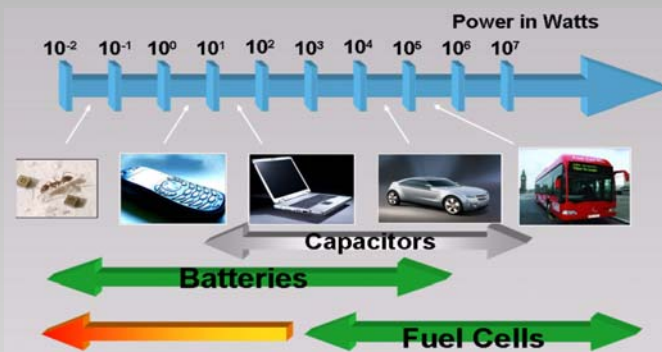 Power in Watts
10⁻² 10⁻¹ 10⁰ 10¹ 10² 10³ 10⁴ 10⁵ 10⁶ 10⁷
Capacitors
Batteries
Fuel Cells